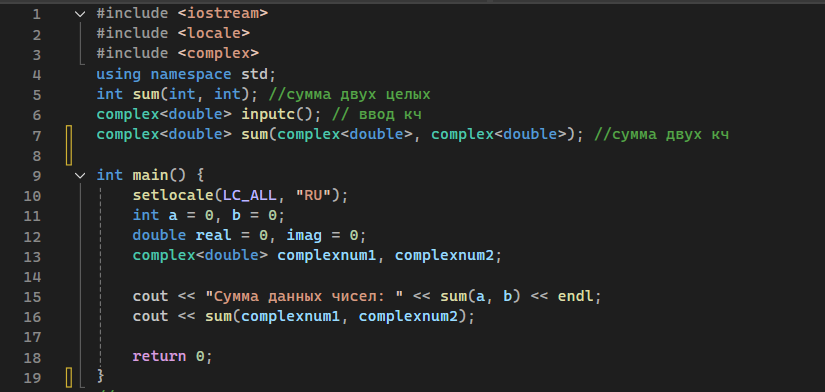 1 #include <iostream>
2 #include <locale>
3 #include <complex>
4 using namespace std;
5 int sum(int, int); //сумма двух целых
6 complex<double> inputc(); // ввод кч
7 complex<double> sum(complex<double>, complex<double>); //сумма двух кч
8
9 int main() {
10 setlocale(LC_ALL, "RU");
11 int a = 0, b = 0;
12 double real = 0, imag = 0;
13 complex<double> complexnum1, complexnum2;
14
15 cout << "Сумма данных чисел: " << sum(a, b) << endl;
16 cout << sum(complexnum1, complexnum2);
17
18 return 0;
19 }